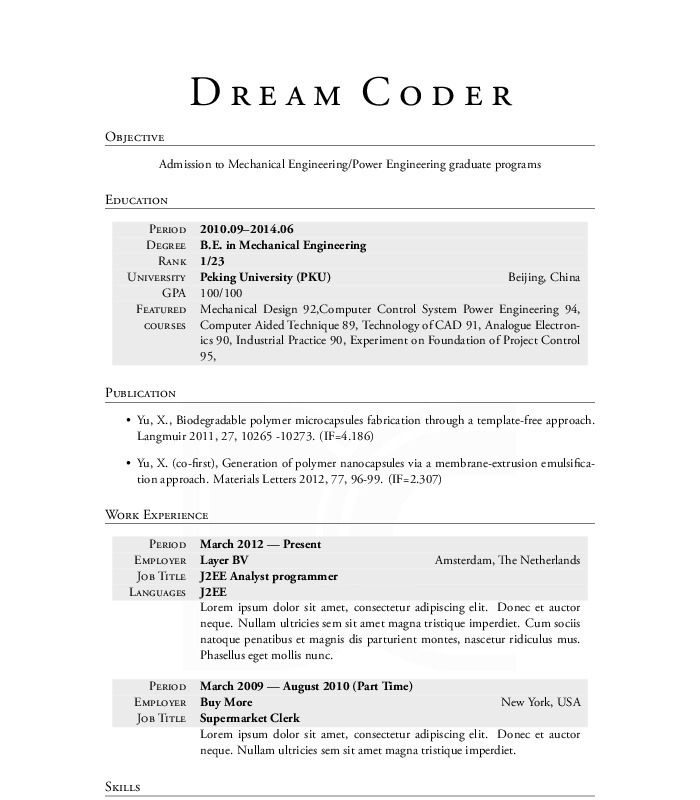 DREAM CODER
OBJECTIVE
Admission to Mechanical Engineering/Power Engineering graduate programs
EDUCATION
PERIOD 2010.09–2014.06
DEGREE B.E. in Mechanical Engineering
RANK 1/23
UNIVERSITY Peking University (PKU) Beijing, China
GPA 100/100
FEATURED Mechanical Design 92,Computer Control System Power Engineering 94,
COURSES Computer Aided Technique 89, Technology of CAD 91, Analogue Electron-
ics 90, Industrial Practice 90, Experiment on Foundation of Project Control
95,
PUBLICATION
• Yu, X., Biodegradable polymer microcapsules fabrication through a template-free approach.
Langmuir 2011, 27, 10265 -10273. (IF=4.186)
• Yu, X. (co-first), Generation of polymer nanocapsules via a membrane-extrusion emulsifica-
tion approach. Materials Letters 2012, 77, 96-99. (IF=2.307)
WORK EXPERIENCE
PERIOD March 2012 — Present
EMPLOYER Layer BV Amsterdam, The Netherlands
JOB TITLE J2EE Analyst programmer
LANGUAGES J2EE
Lorem ipsum dolor sit amet, consectetur adipiscing elit. Donec et auctor
neque. Nullam ultricies sem sit amet magna tristique imperdiet. Cum sociis
natoque penatibus et magnis dis parturient montes, nascetur ridiculus mus.
Phasellus eget mollis nunc.
PERIOD March 2009 — August 2010 (Part Time)
EMPLOYER Buy More New York, USA
JOB TITLE Supermarket Clerk
Lorem ipsum dolor sit amet, consectetur adipiscing elit. Donec et auctor
neque. Nullam ultricies sem sit amet magna tristique imperdiet.
SKILLS